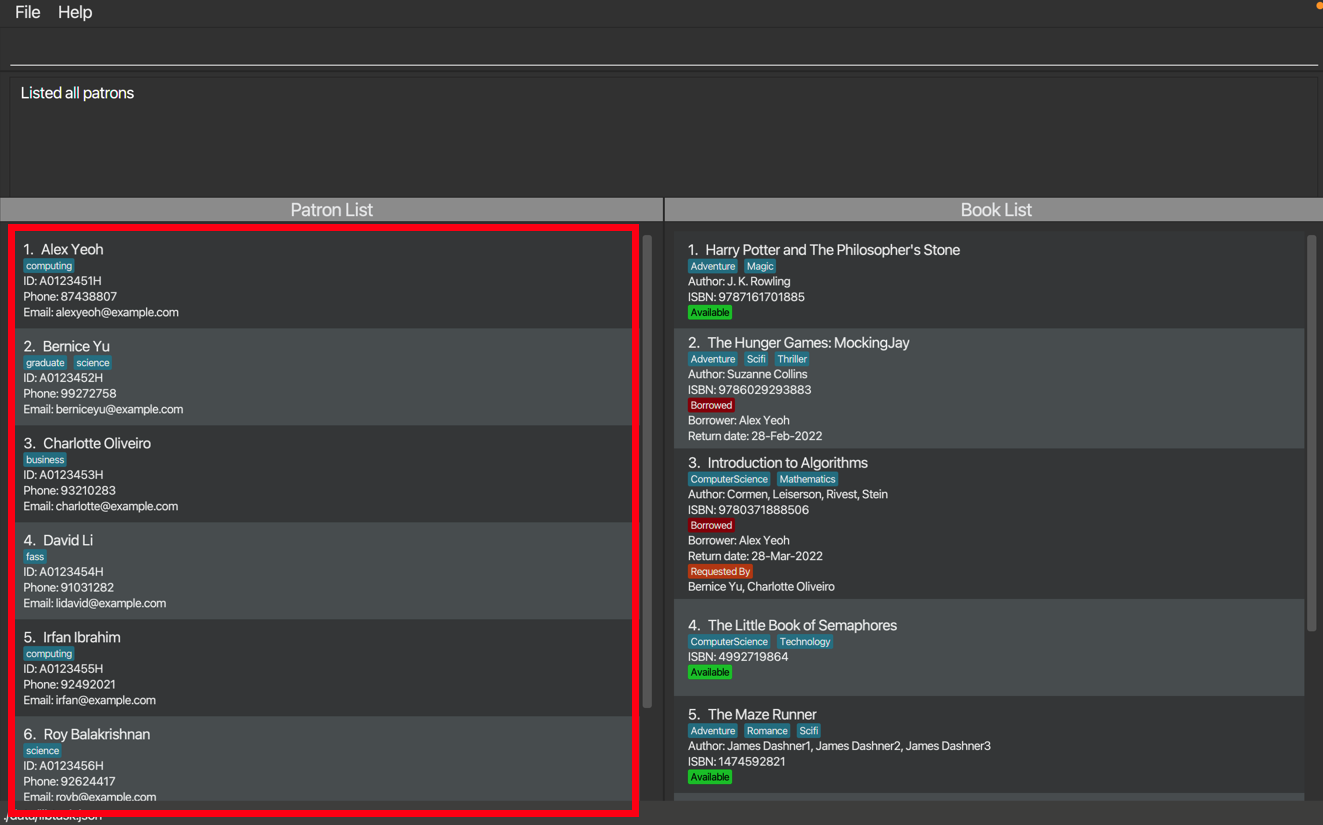 File Help
Listed all patrons
Patron List
1. Alex Yeoh
computing
ID: A0123451H
Phone: 87438807
Email: alexyeoh@example.com
2. Bernice Yu
graduate science
ID: A0123452H
Phone: 99272758
Email: berniceyu@example.com
3. Charlotte Oliveiro
business
ID: A0123453H
Phone: 93210283
Email: charlotte@example.com
4. David Li
fass
ID: A0123454H
Phone: 91031282
Email: lidavid@example.com
5. Irfan Ibrahim
computing
ID: A0123455H
Phone: 92492021
Email: irfan@example.com
6. Roy Balakrishnan
science
ID: A0123456H
Phone: 92624417
Email: royb@example.com
Book List
1. Harry Potter and The Philosopher's Stone
Adventure Magic
Author: J. K. Rowling
ISBN: 9787161701885
Available
2. The Hunger Games: MockingJay
Adventure Scifi Thriller
Author: Suzanne Collins
ISBN: 9786029293883
Borrowed
Borrower: Alex Yeoh
Return date: 28-Feb-2022
3. Introduction to Algorithms
ComputerScience Mathematics
Author: Cormen, Leiserson, Rivest, Stein
ISBN: 9780371888506
Borrowed
Borrower: Alex Yeoh
Return date: 28-Mar-2022
Requested By
Bernice Yu, Charlotte Oliveiro
4. The Little Book of Semaphores
ComputerScience Technology
ISBN: 4992719864
Available
5. The Maze Runner
Adventure Romance Scifi
Author: James Dashner1, James Dashner2, James Dashner3
ISBN: 1474592821
Available